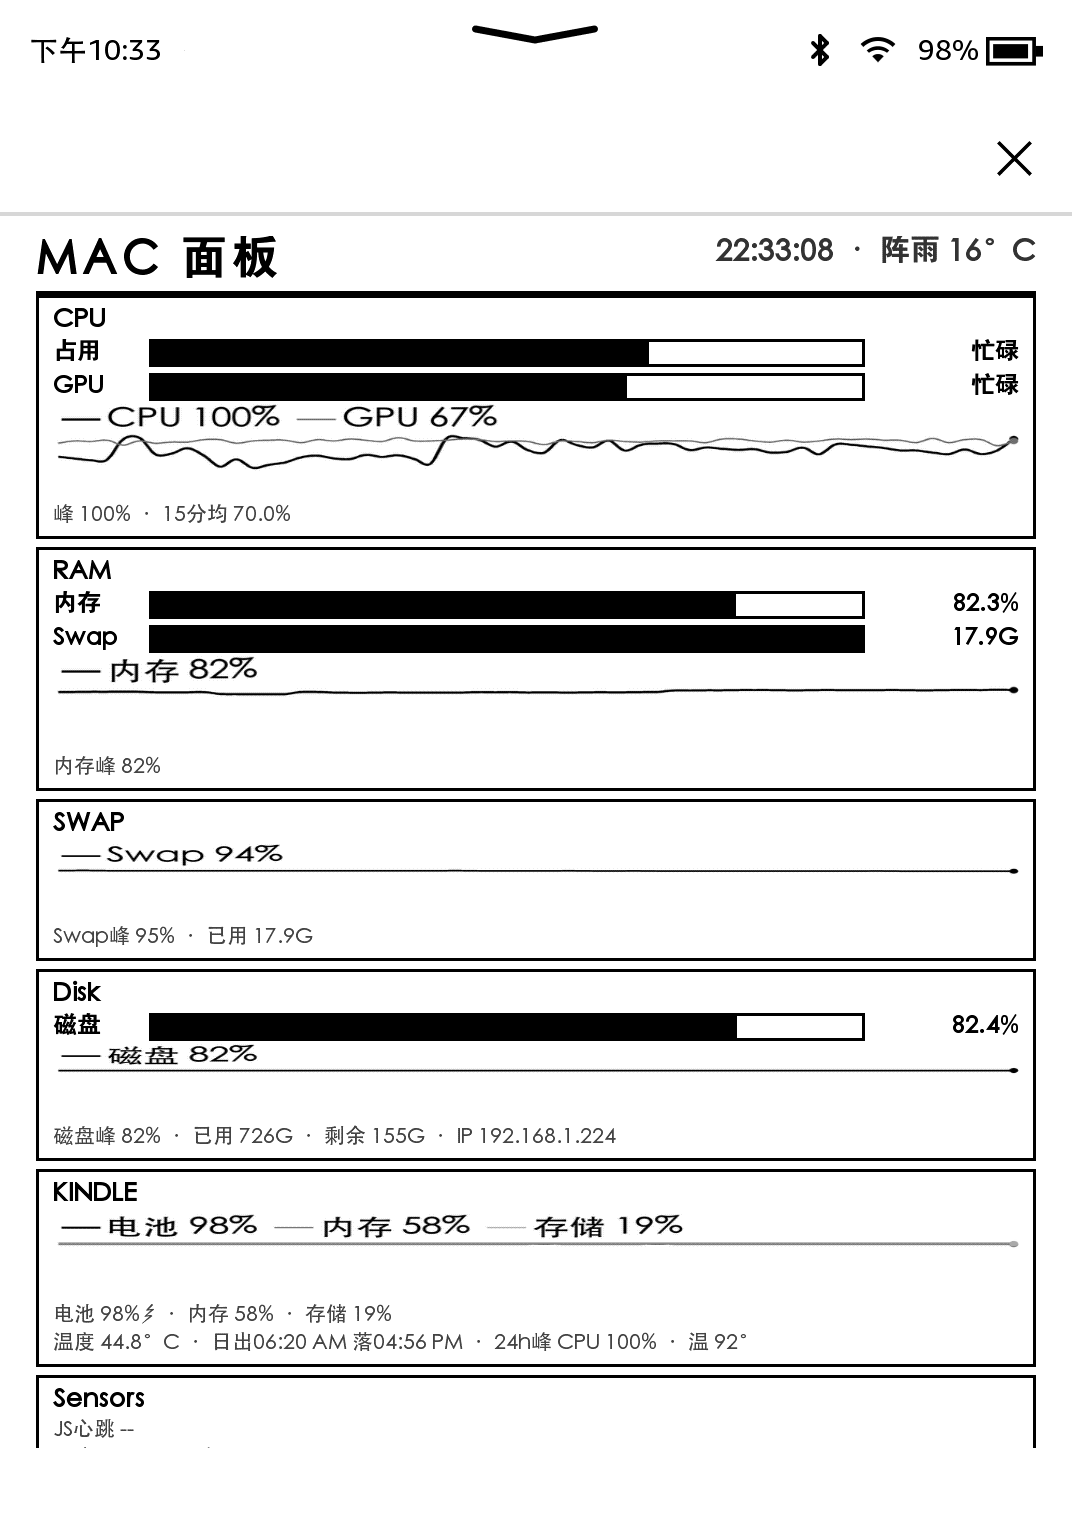 下午10:33 98%
MAC 面板 22:33:08 · 阵雨 16°C
CPU
占用 忙碌
GPU 忙碌
CPU 100% GPU 67%
峰 100% · 15分均 70.0%
RAM
内存 82.3%
Swap 17.9G
内存 82%
内存峰 82%
SWAP
Swap 94%
Swap峰 95% · 已用 17.9G
Disk
磁盘 82.4%
磁盘 82%
磁盘峰 82% · 已用 726G · 剩余 155G · IP 192.168.1.224
KINDLE
电池 98% 内存 58% 存储 19%
电池 98%⚡ · 内存 58% · 存储 19%
温度 44.8°C · 日出06:20 AM 落04:56 PM · 24h峰 CPU 100% · 温 92°
Sensors
JS心跳 --